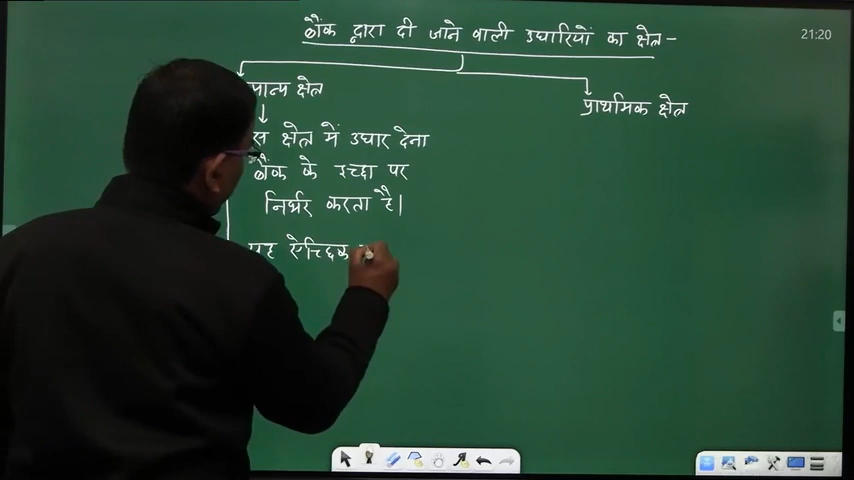 बैंक द्वारा दी जाने वाली उधारियों का क्षेत्र -
21:20
क्षेत्र
प्राथमिक क्षेत्र
क्षेत्र में उधार देना
बैंक के इच्छा पर
निर्भर करता है।
यह ऐच्छिक